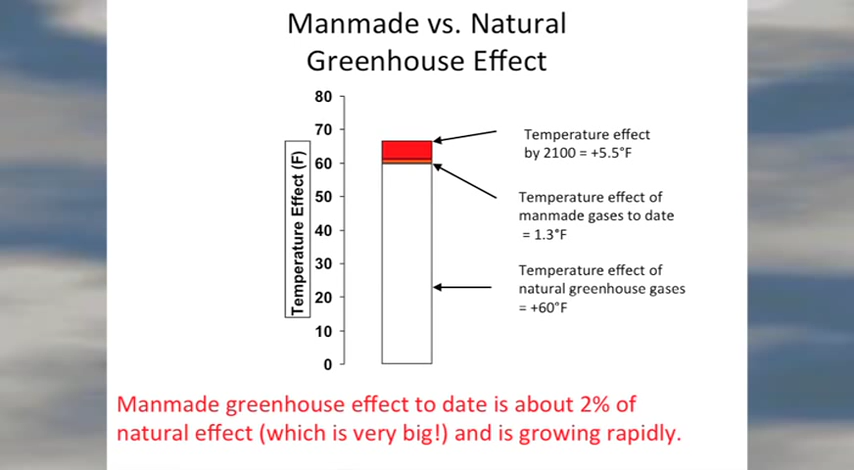 Manmade vs. Natural
Greenhouse Effect
Temperature Effect (F)
80
70
60
50
40
30
20
10
0
Temperature effect
by 2100 = +5.5°F
Temperature effect of
manmade gases to date
= 1.3°F
Temperature effect of
natural greenhouse gases
= +60°F
Manmade greenhouse effect to date is about 2% of
natural effect (which is very big!) and is growing rapidly.